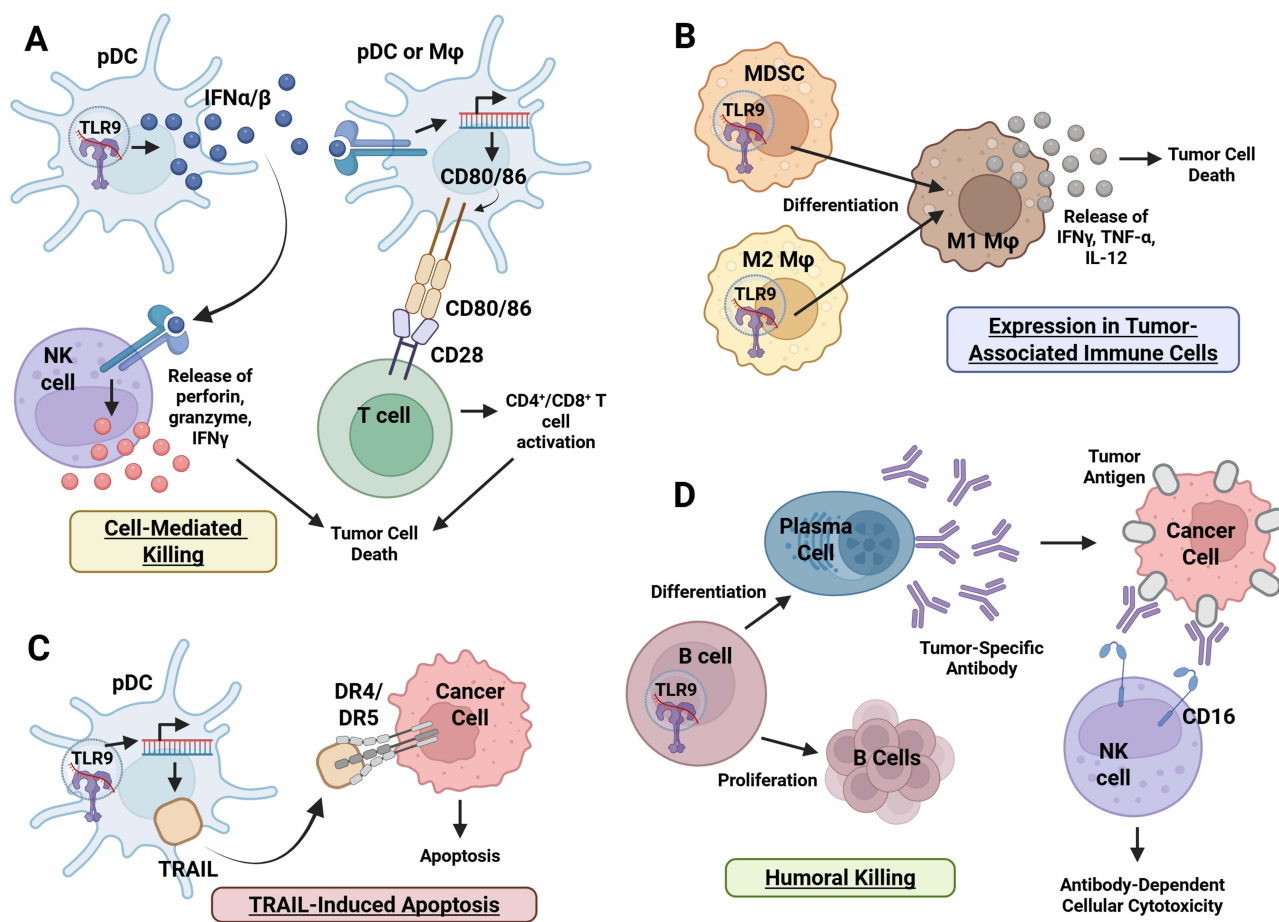 A
pDC
TLR9
IFNα/β
pDC or Mφ
CD80/86
CD80/86
CD28
NK
cell
Release of
perforin,
granzyme,
IFNγ
T cell
CD4⁺/CD8⁺ T
cell
activation
Tumor Cell
Death
Cell-Mediated
Killing
B
MDSC
TLR9
Differentiation
M2 Mφ
TLR9
M1 Mφ
Release of
IFNγ, TNF-α,
IL-12
Tumor Cell
Death
Expression in Tumor-
Associated Immune Cells
C
pDC
TLR9
TRAIL
DR4/
DR5
Cancer
Cell
Apoptosis
TRAIL-Induced Apoptosis
D
Plasma
Cell
Differentiation
B cell
TLR9
Proliferation
B Cells
Tumor-Specific
Antibody
Tumor
Antigen
Cancer
Cell
CD16
NK
cell
Antibody-Dependent
Cellular Cytotoxicity
Humoral Killing